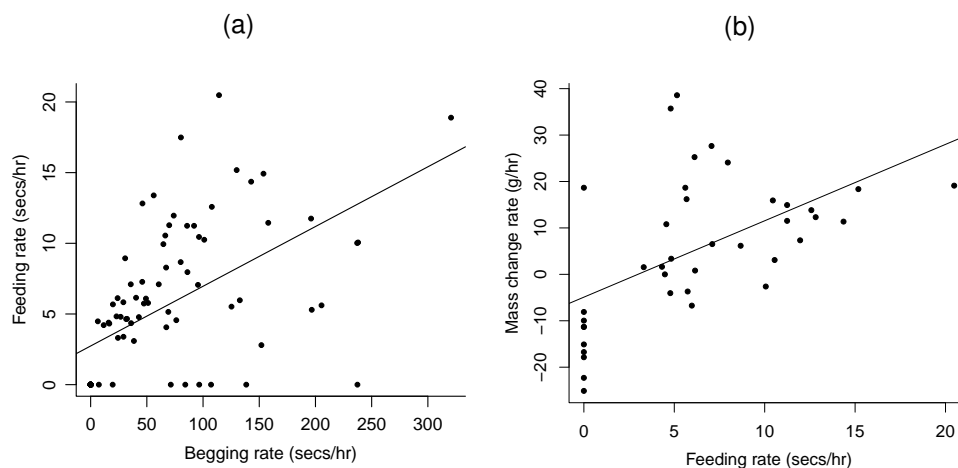 (a)
Feeding rate (secs/hr)
20
15
10
5
0
0 50 100 150 200 250 300
Begging rate (secs/hr)
(b)
Mass change rate (g/hr)
40
30
20
10
0
−10
−20
0 5 10 15 20
Feeding rate (secs/hr)